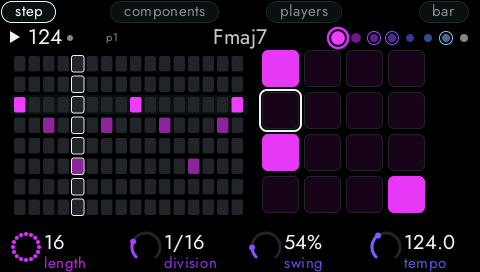 step components players bar
124 p1 Fmaj7
16 1/16 54% 124.0
length division swing tempo